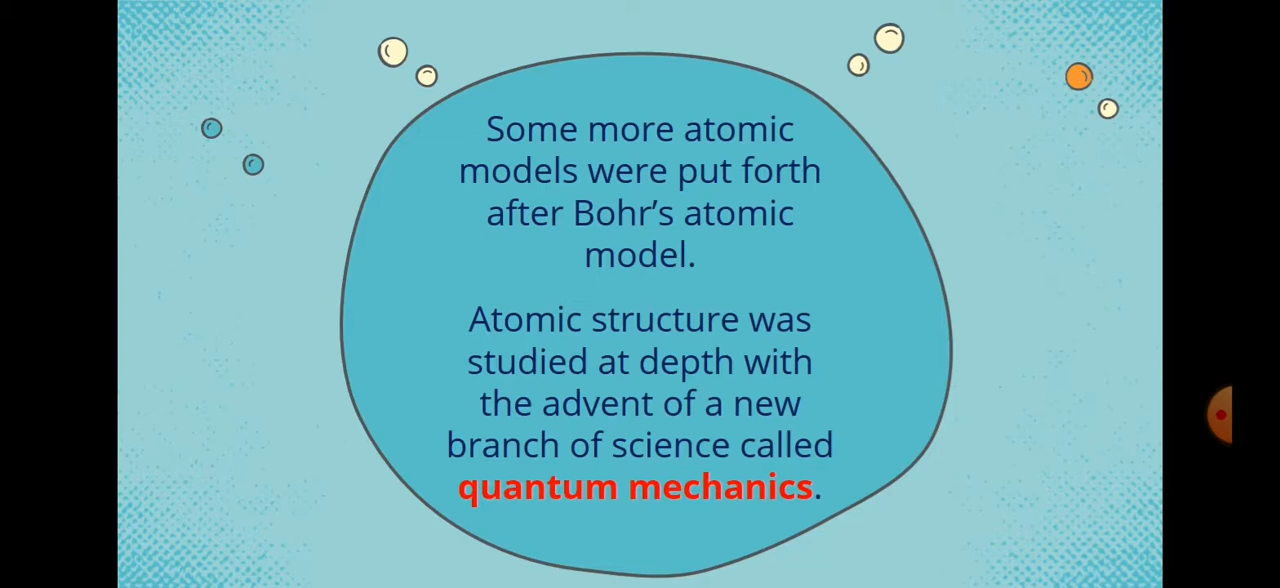 Some more atomic
models were put forth
after Bohr’s atomic
model.
Atomic structure was
studied at depth with
the advent of a new
branch of science called
quantum mechanics.